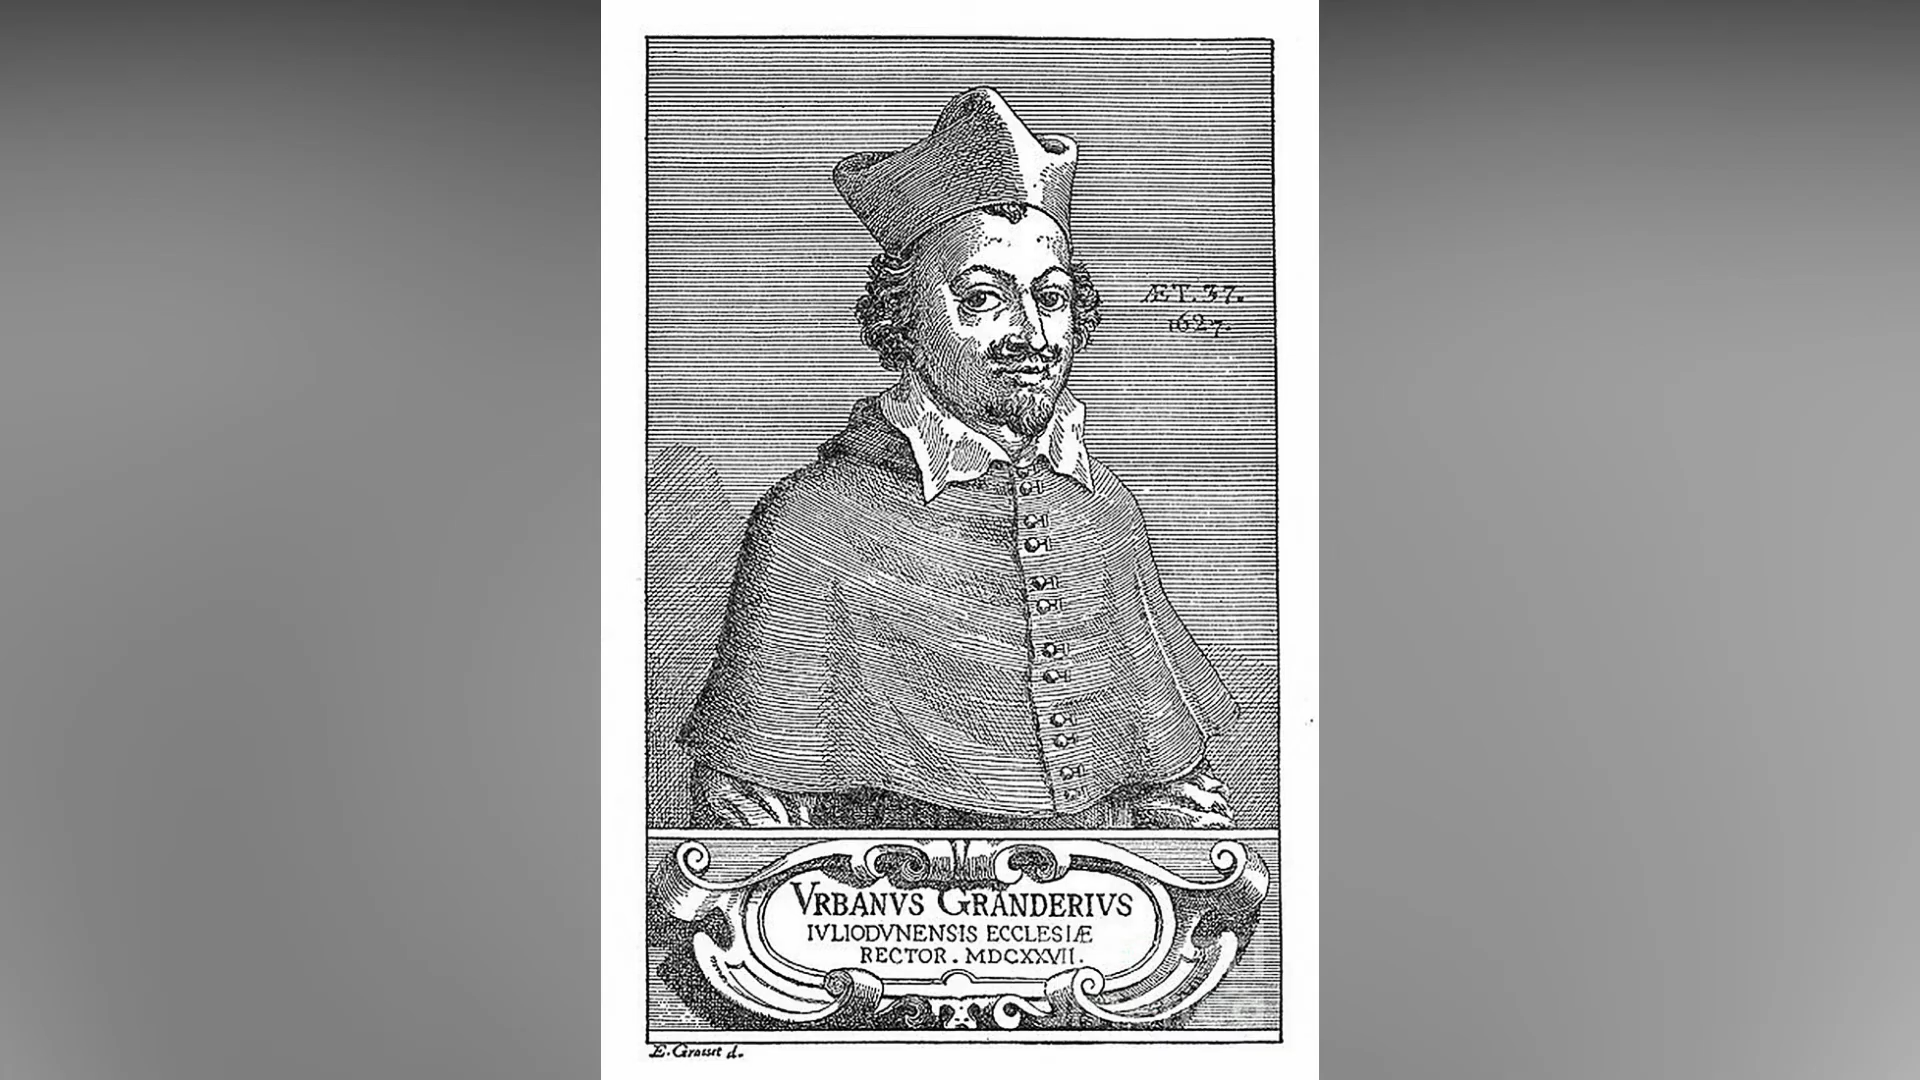 ÆT. 37.
1627.
VRBANVS GRANDERIVS
IVLIODVNENSIS ECCLESIÆ
RECTOR. MDCXXVII.
E. Grasset d.